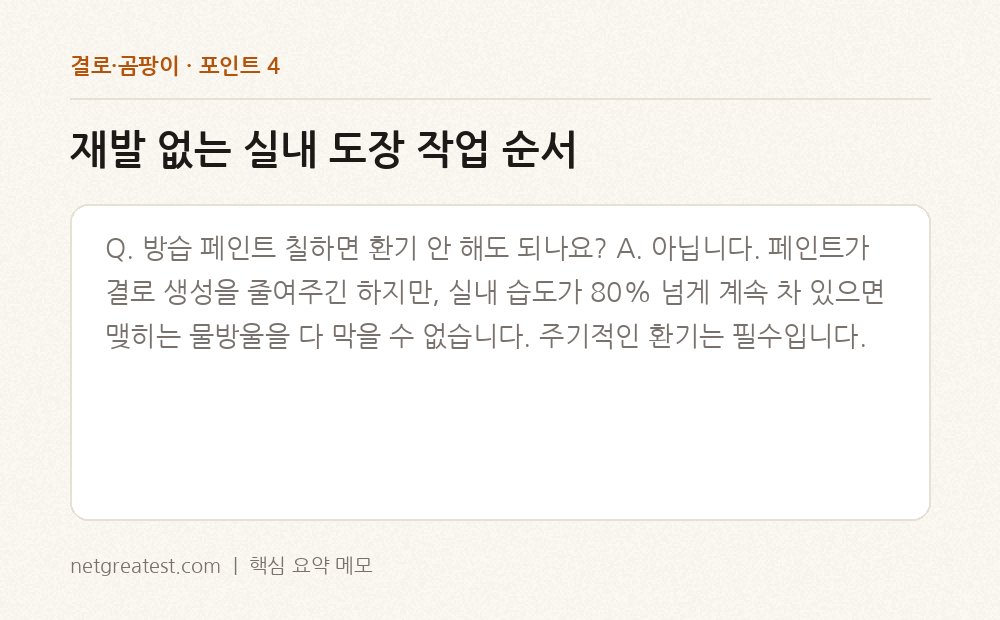 결로·곰팡이 · 포인트 4
재발 없는 실내 도장 작업 순서
Q. 방습 페인트 칠하면 환기 안 해도 되나요? A. 아닙니다. 페인트가
결로 생성을 줄여주긴 하지만, 실내 습도가 80% 넘게 계속 차 있으면
맺히는 물방울을 다 막을 수 없습니다. 주기적인 환기는 필수입니다.
netgreatest.com | 핵심 요약 메모